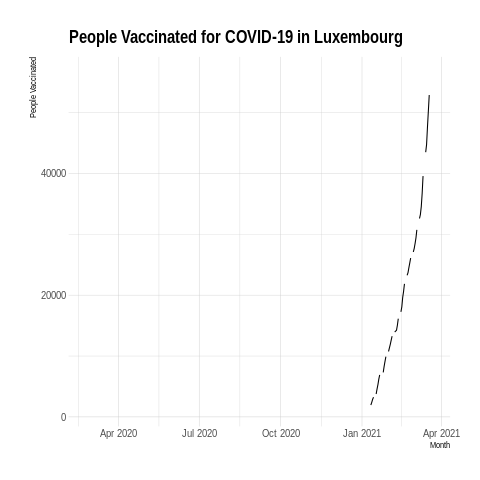 People Vaccinated for COVID-19 in Luxembourg
People Vaccinated
40000
20000
0
Apr 2020 Jul 2020 Oct 2020 Jan 2021 Apr 2021
Month